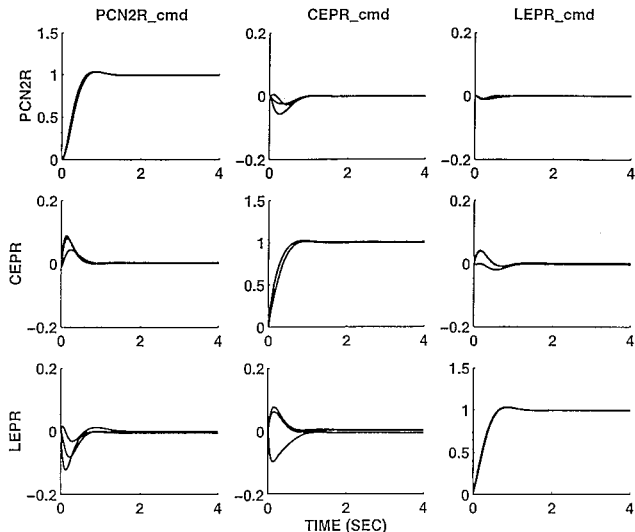 PCN2R_cmd CEPR_cmd LEPR_cmd
1.5 0.2 0.2
PCN2R
1
0.5 0 0
0 -0.2 -0.2
0 2 4 0 2 4 0 2 4
0.2 1.5 0.2
CEPR
0 1 0
0.5
-0.2 0 -0.2
0 2 4 0 2 4 0 2 4
0.2 0.2 1.5
LEPR
0 0 1
0.5
-0.2 -0.2 0
0 2 4 0 2 4 0 2 4
TIME (SEC)